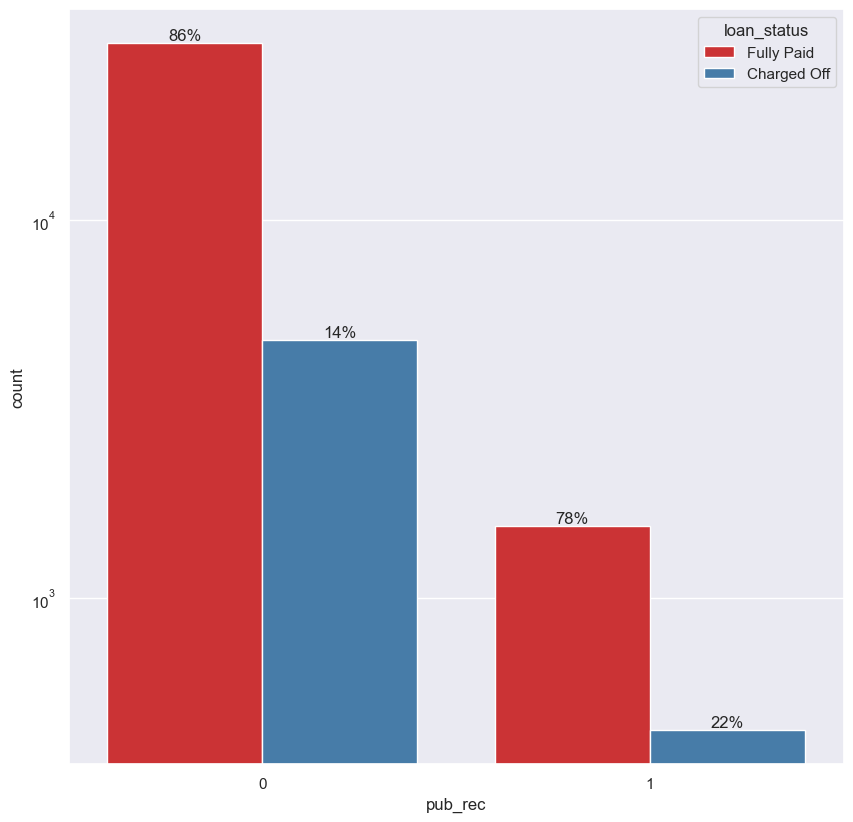 loan_status
Fully Paid
Charged Off
86%
14%
78%
22%
10^4
10^3
count
0
1
pub_rec